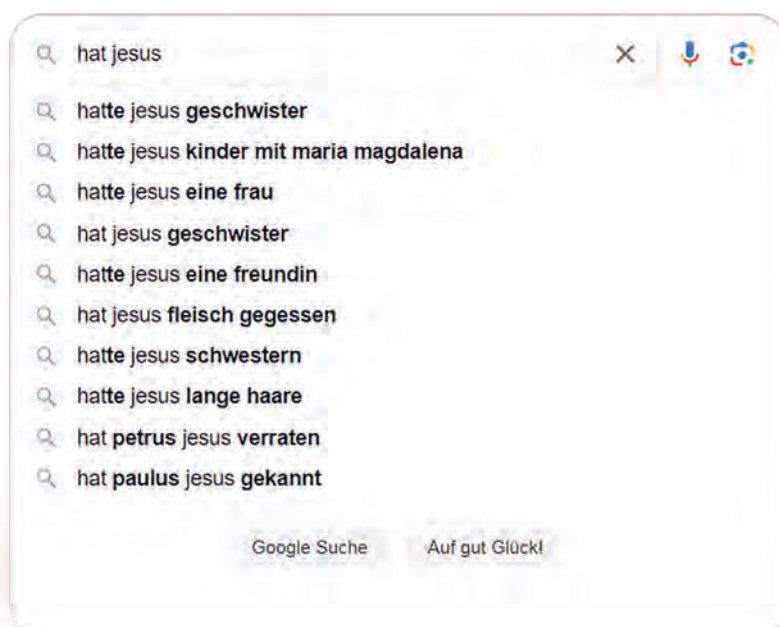 hat jesus
hatte jesus geschwister
hatte jesus kinder mit maria magdalena
hatte jesus eine frau
hat jesus geschwister
hatte jesus eine freundin
hat jesus fleisch gegessen
hatte jesus schwestern
hatte jesus lange haare
hat petrus jesus verraten
hat paulus jesus gekannt
Google Suche Auf gut Glück!